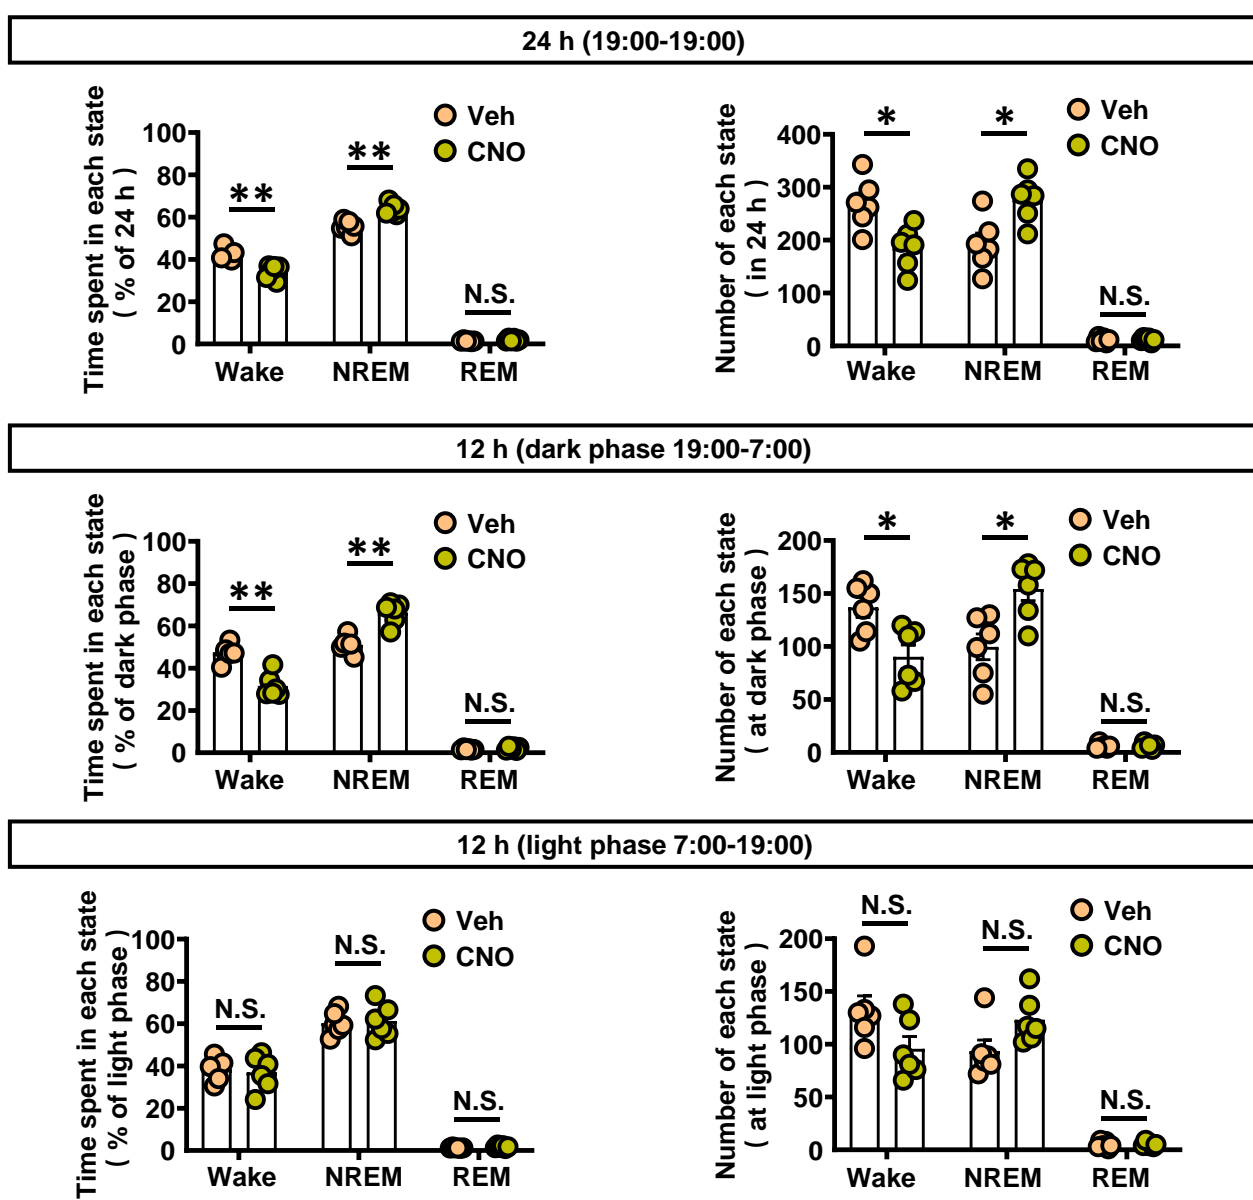 24 h (19:00-19:00)
Time spent in each state
( % of 24 h )
100
80
60
40
20
0
Veh
CNO
**
**
N.S.
Wake
NREM
REM
Number of each state
( in 24 h )
400
300
200
100
0
Veh
CNO
*
*
N.S.
Wake
NREM
REM
12 h (dark phase 19:00-7:00)
Time spent in each state
( % of dark phase )
100
80
60
40
20
0
Veh
CNO
**
**
N.S.
Wake
NREM
REM
Number of each state
( at dark phase )
200
150
100
50
0
Veh
CNO
*
*
N.S.
Wake
NREM
REM
12 h (light phase 7:00-19:00)
Time spent in each state
( % of light phase )
100
80
60
40
20
0
Veh
CNO
N.S.
N.S.
N.S.
Wake
NREM
REM
Number of each state
( at light phase )
200
150
100
50
0
Veh
CNO
N.S.
N.S.
N.S.
Wake
NREM
REM